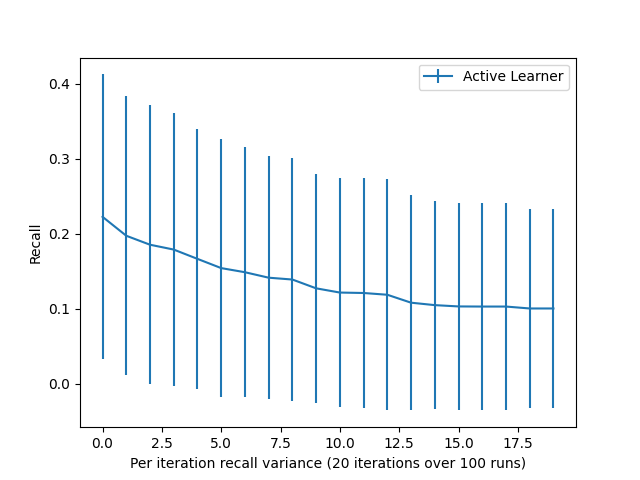 Active Learner
0.4
0.3
0.2
0.1
0.0
Recall
0.0 2.5 5.0 7.5 10.0 12.5 15.0 17.5
Per iteration recall variance (20 iterations over 100 runs)